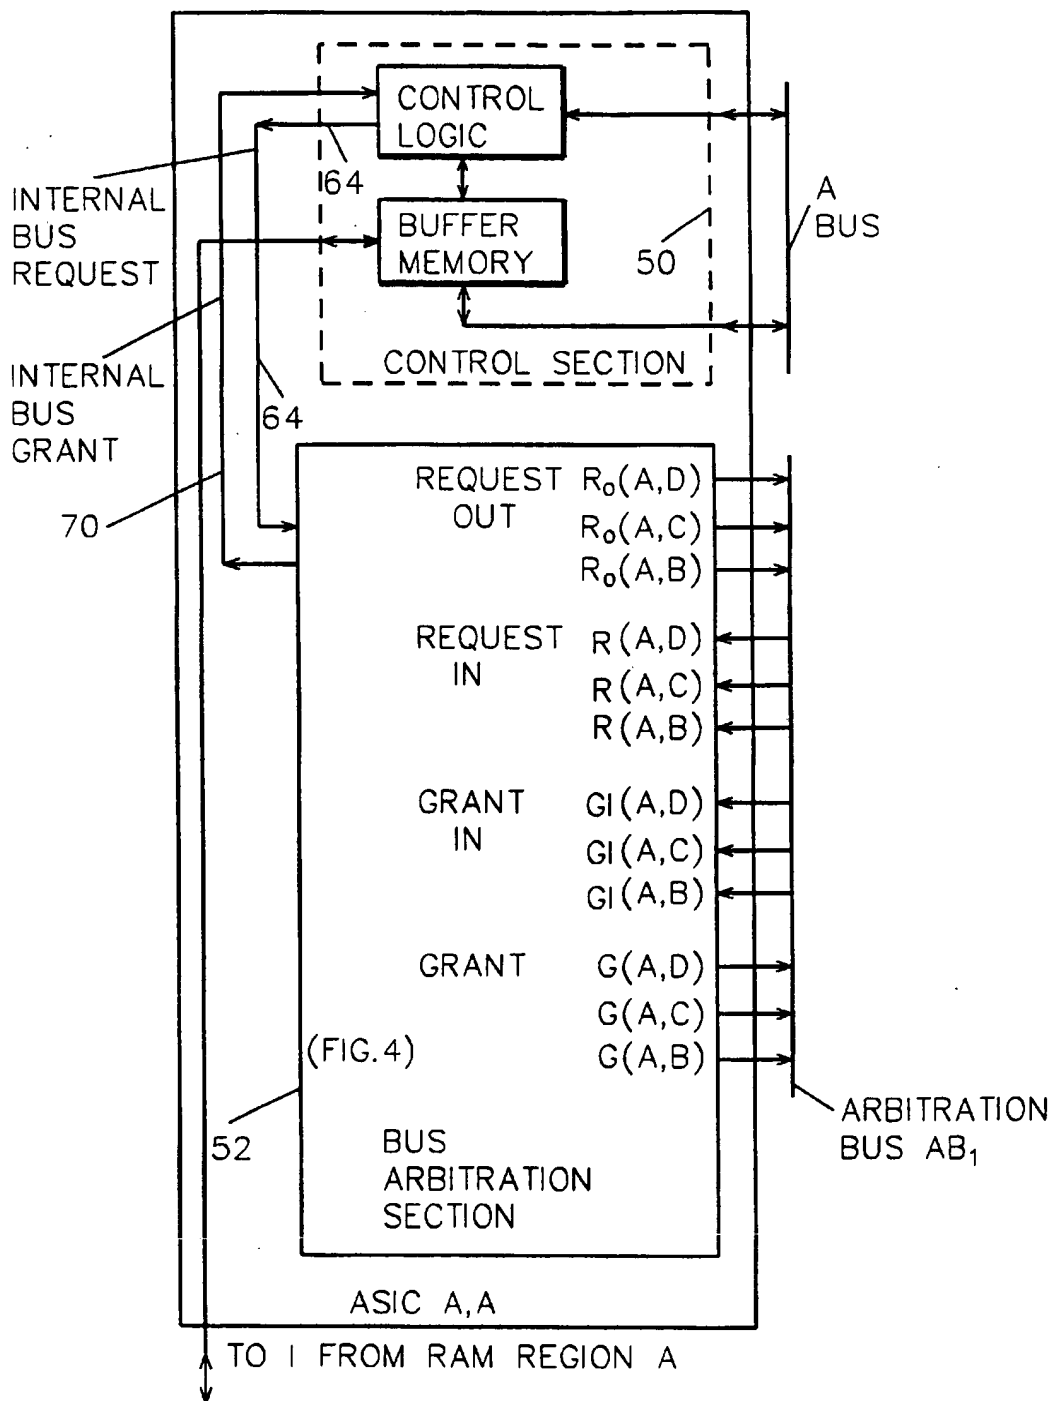 CONTROL
LOGIC
64
INTERNAL
BUS
REQUEST
BUFFER
MEMORY
50
A
BUS
CONTROL SECTION
INTERNAL
BUS
GRANT
64
70
REQUEST
OUT
R₀(A,D)
R₀(A,C)
R₀(A,B)
REQUEST
IN
R(A,D)
R(A,C)
R(A,B)
GRANT
IN
GI(A,D)
GI(A,C)
GI(A,B)
GRANT
G(A,D)
G(A,C)
G(A,B)
(FIG.4)
52
BUS
ARBITRATION
SECTION
ARBITRATION
BUS AB₁
ASIC A,A
TO I FROM RAM REGION A